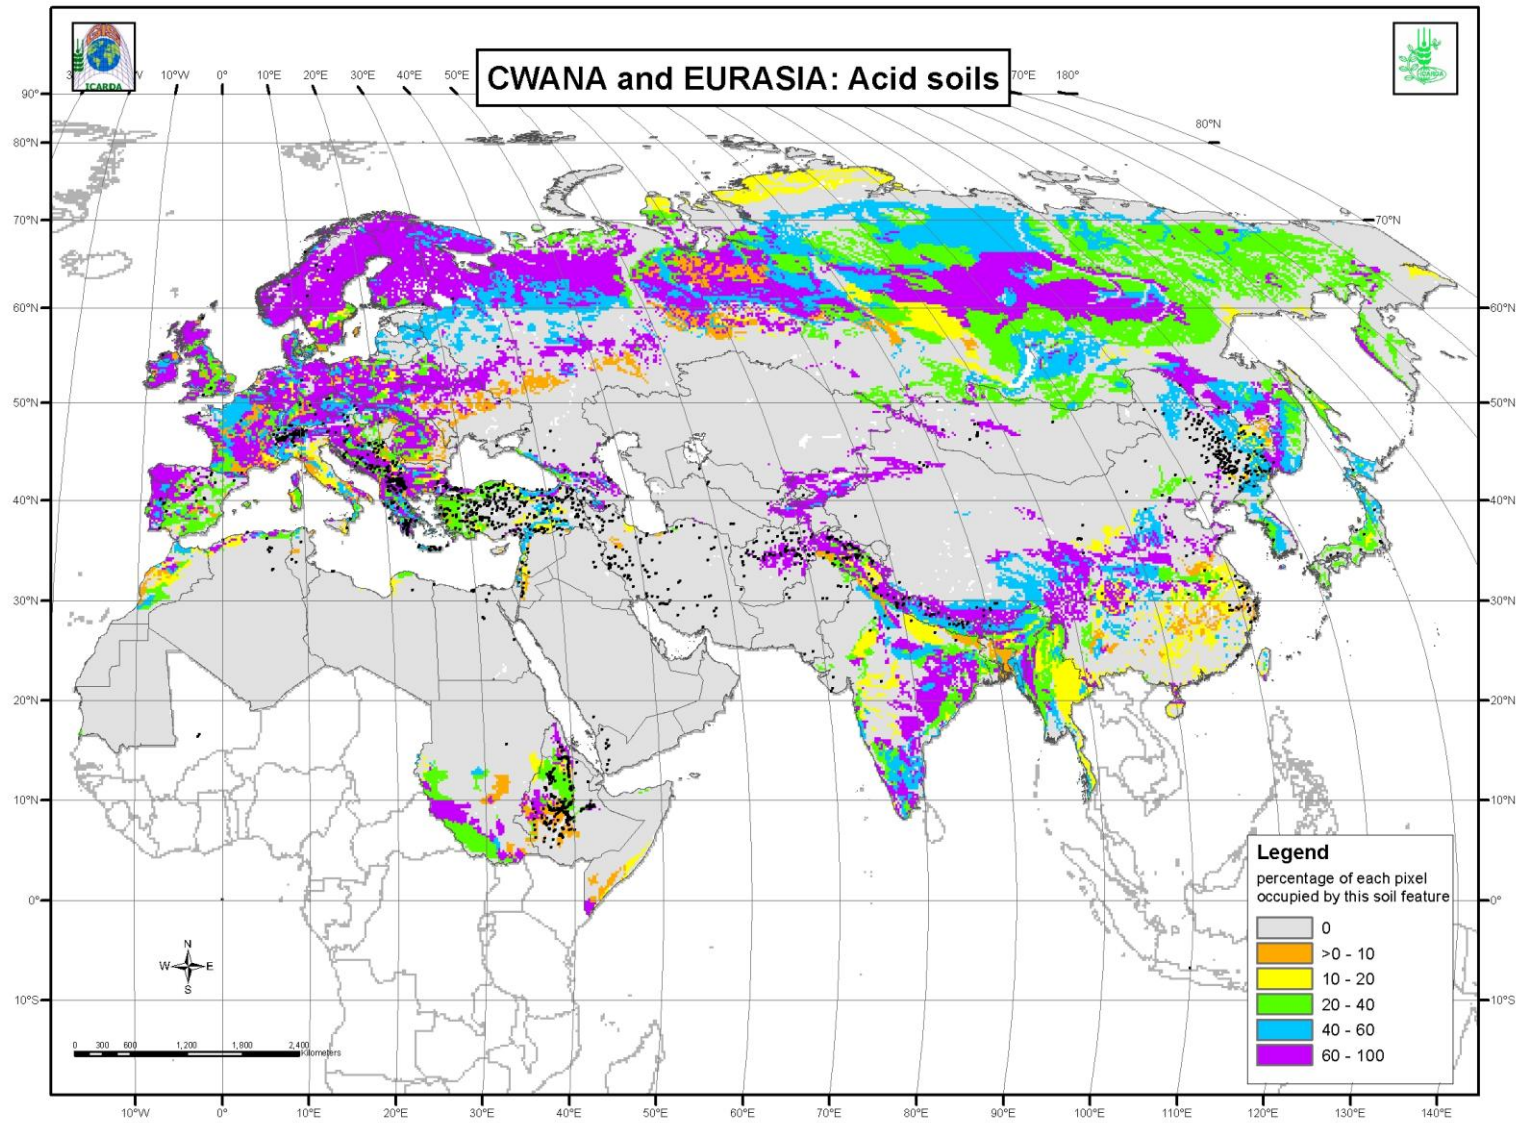 ICARDA
CWANA and EURASIA: Acid soils
ICARDA
10°W 0° 10°E 20°E 30°E 40°E 50°E 70°E 180°
90°
80°N 80°N
70°N 70°N
60°N 60°N
50°N 50°N
40°N 40°N
30°N 30°N
20°N 20°N
10°N 10°N
0° 0°
10°S 10°S
Legend
percentage of each pixel
occupied by this soil feature
0
>0 - 10
10 - 20
20 - 40
40 - 60
60 - 100
N
W E
S
0 300 600 1,200 1,800 2,400
Kilometers
10°W 0° 10°E 20°E 30°E 40°E 50°E 60°E 70°E 80°E 90°E 100°E 110°E 120°E 130°E 140°E